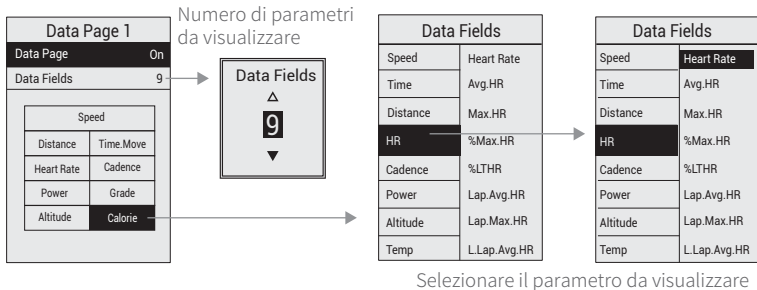 Data Page 1
Data Page On
Data Fields 9
Speed
Distance Time.Move
Heart Rate Cadence
Power Grade
Altitude Calorie
Numero di parametri
da visualizzare
Data Fields
9
Data Fields
Speed Heart Rate
Time Avg.HR
Distance Max.HR
HR %Max.HR
Cadence %LTHR
Power Lap.Avg.HR
Altitude Lap.Max.HR
Temp L.Lap.Avg.HR
Data Fields
Speed Heart Rate
Time Avg.HR
Distance Max.HR
HR %Max.HR
Cadence %LTHR
Power Lap.Avg.HR
Altitude Lap.Max.HR
Temp L.Lap.Avg.HR
Selezionare il parametro da visualizzare